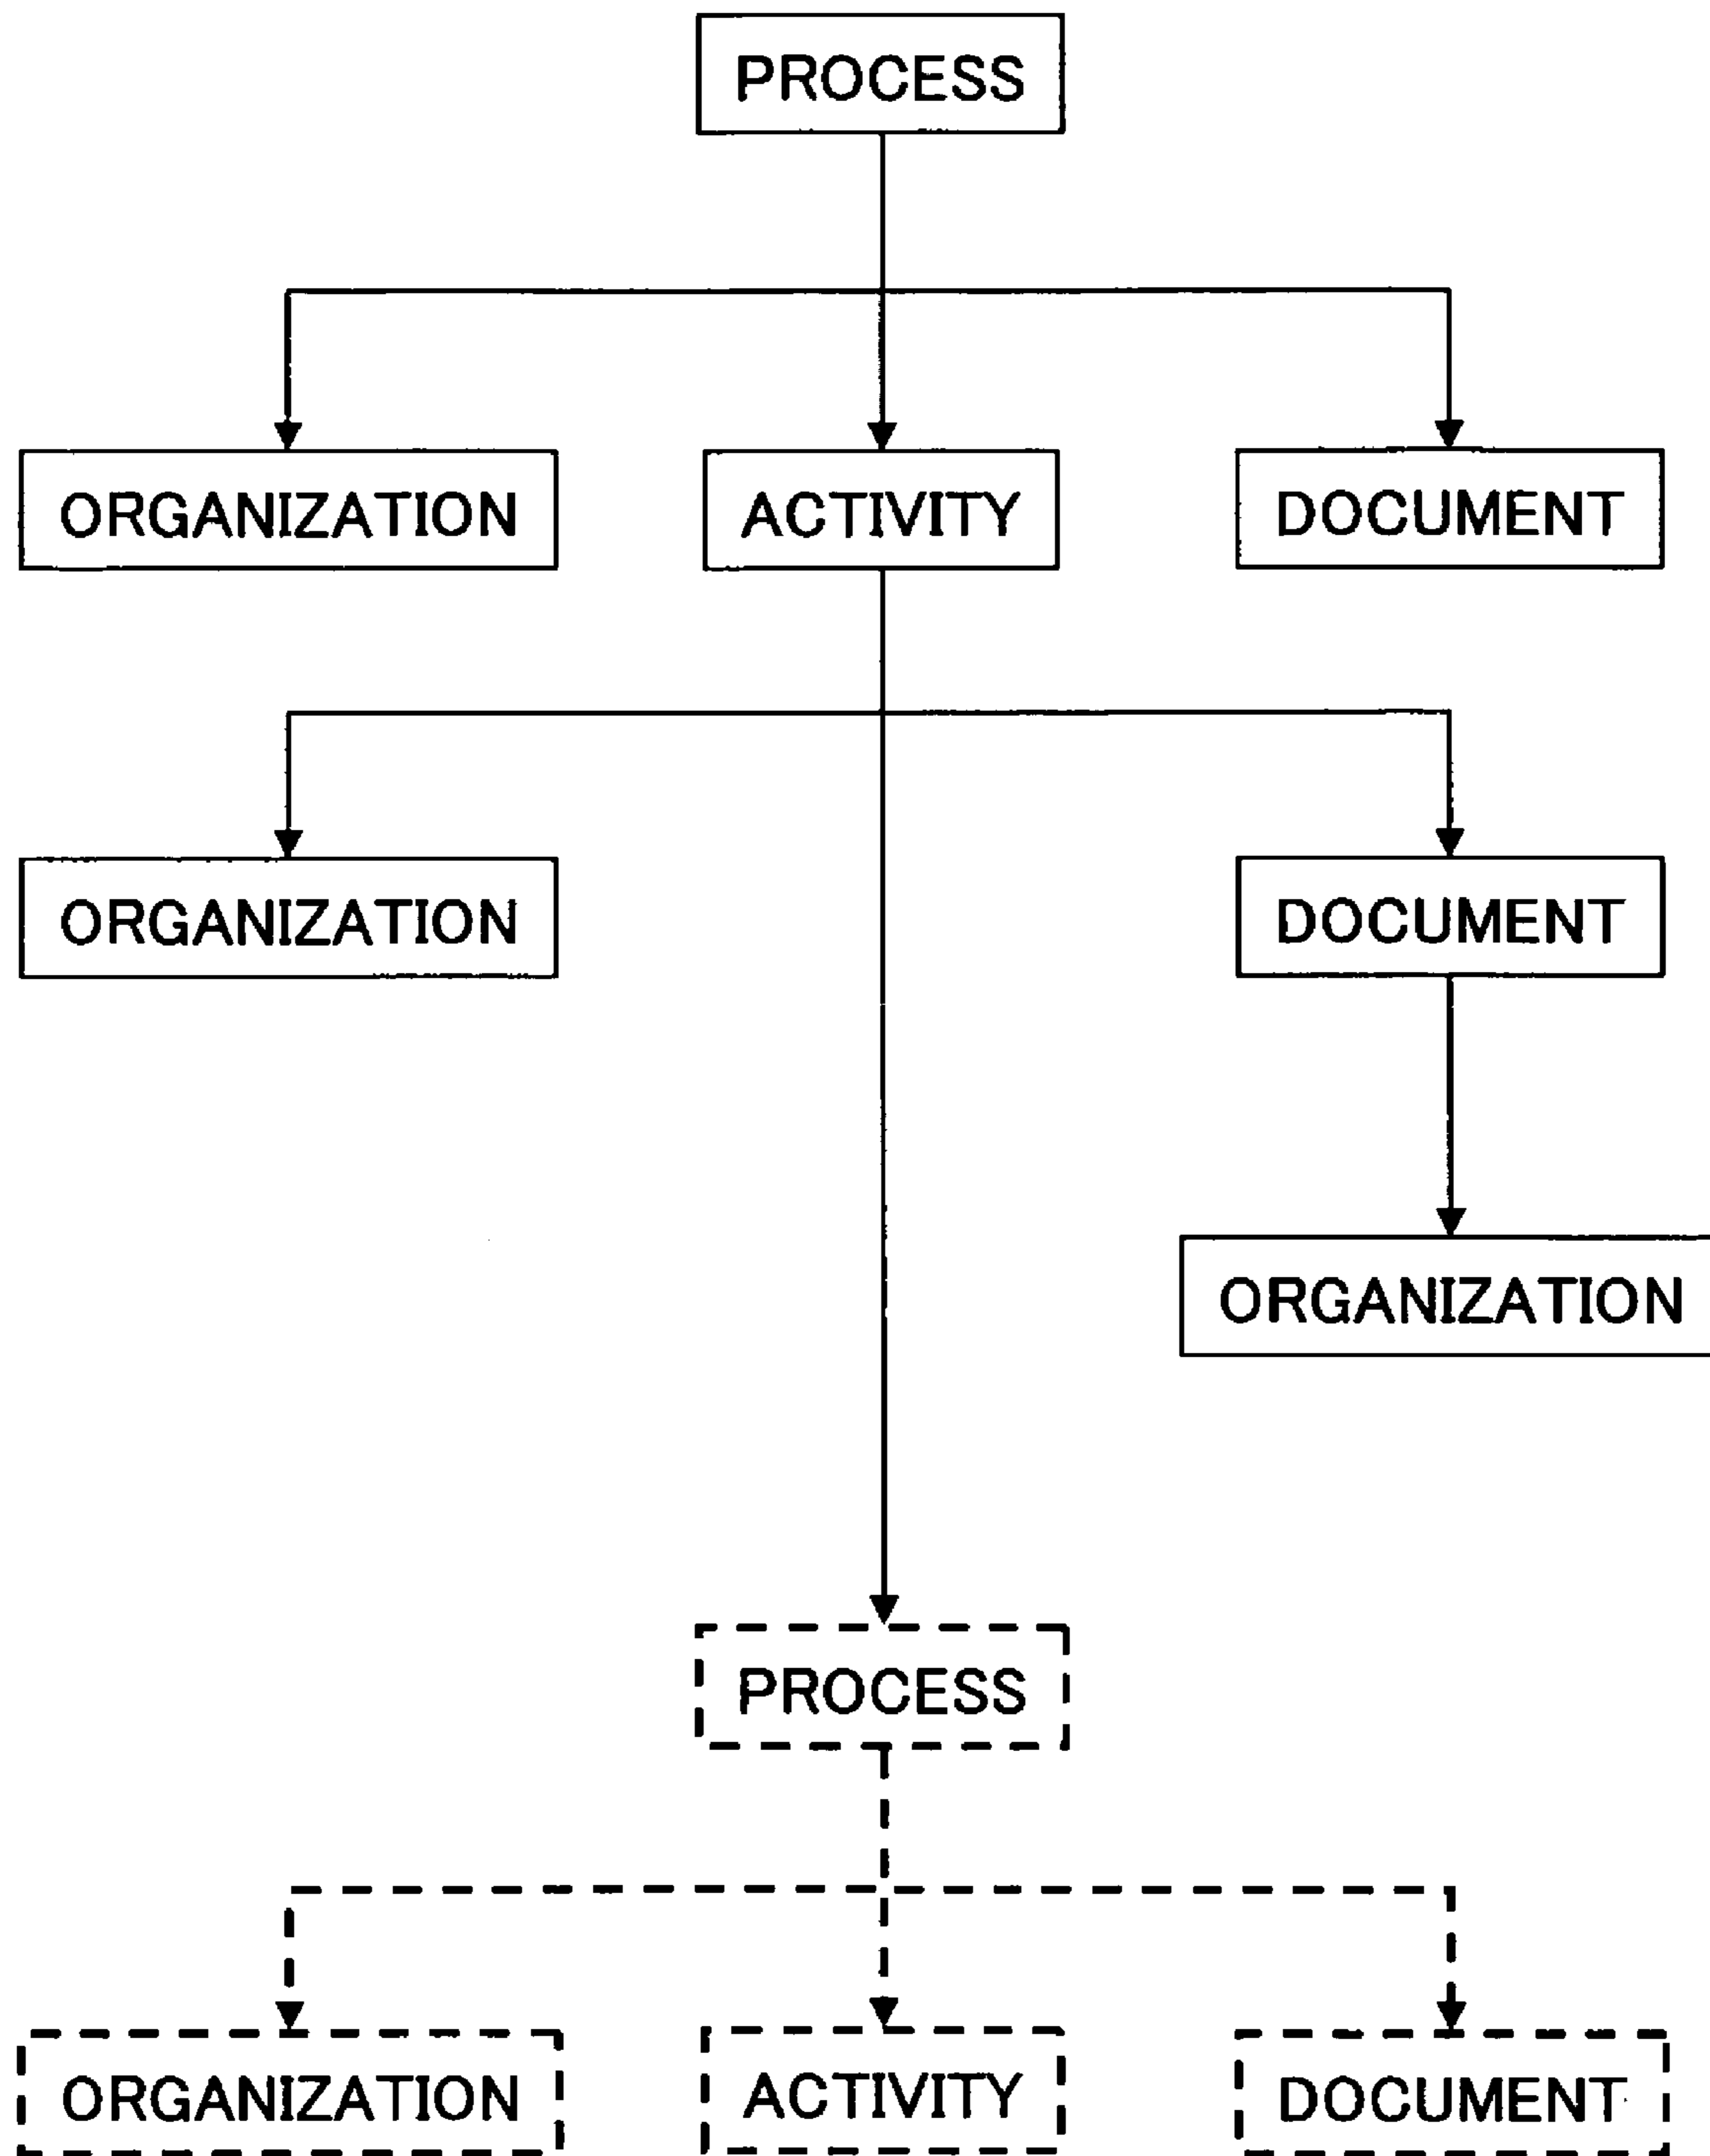 PROCESS
ORGANIZATION
ACTIVITY
DOCUMENT
ORGANIZATION
DOCUMENT
ORGANIZATION
PROCESS
ORGANIZATION
ACTIVITY
DOCUMENT